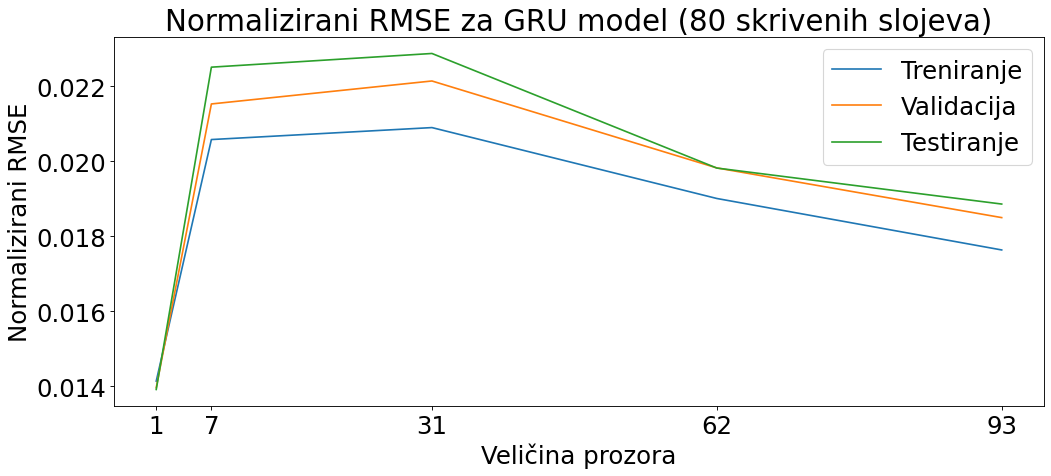 Normalizirani RMSE za GRU model (80 skrivenih slojeva)
Treniranje
Validacija
Testiranje
Normalizirani RMSE
0.022
0.020
0.018
0.016
0.014
1 7 31 62 93
Veličina prozora